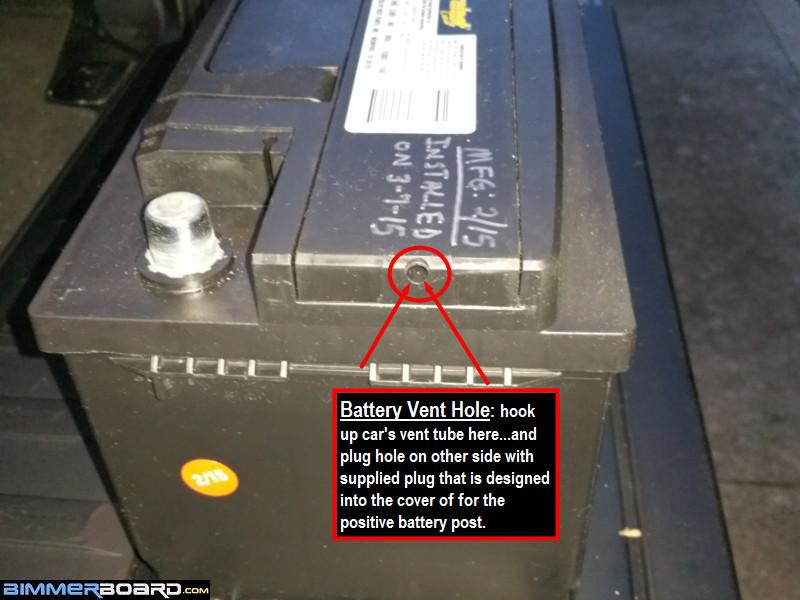 MFG: 2/15
INSTALLED
ON 3-7-15
Battery Vent Hole: hook
up car's vent tube here...and
plug hole on other side with
supplied plug that is designed
into the cover of for the
positive battery post.
2/15
BIMMERBOARD.COM